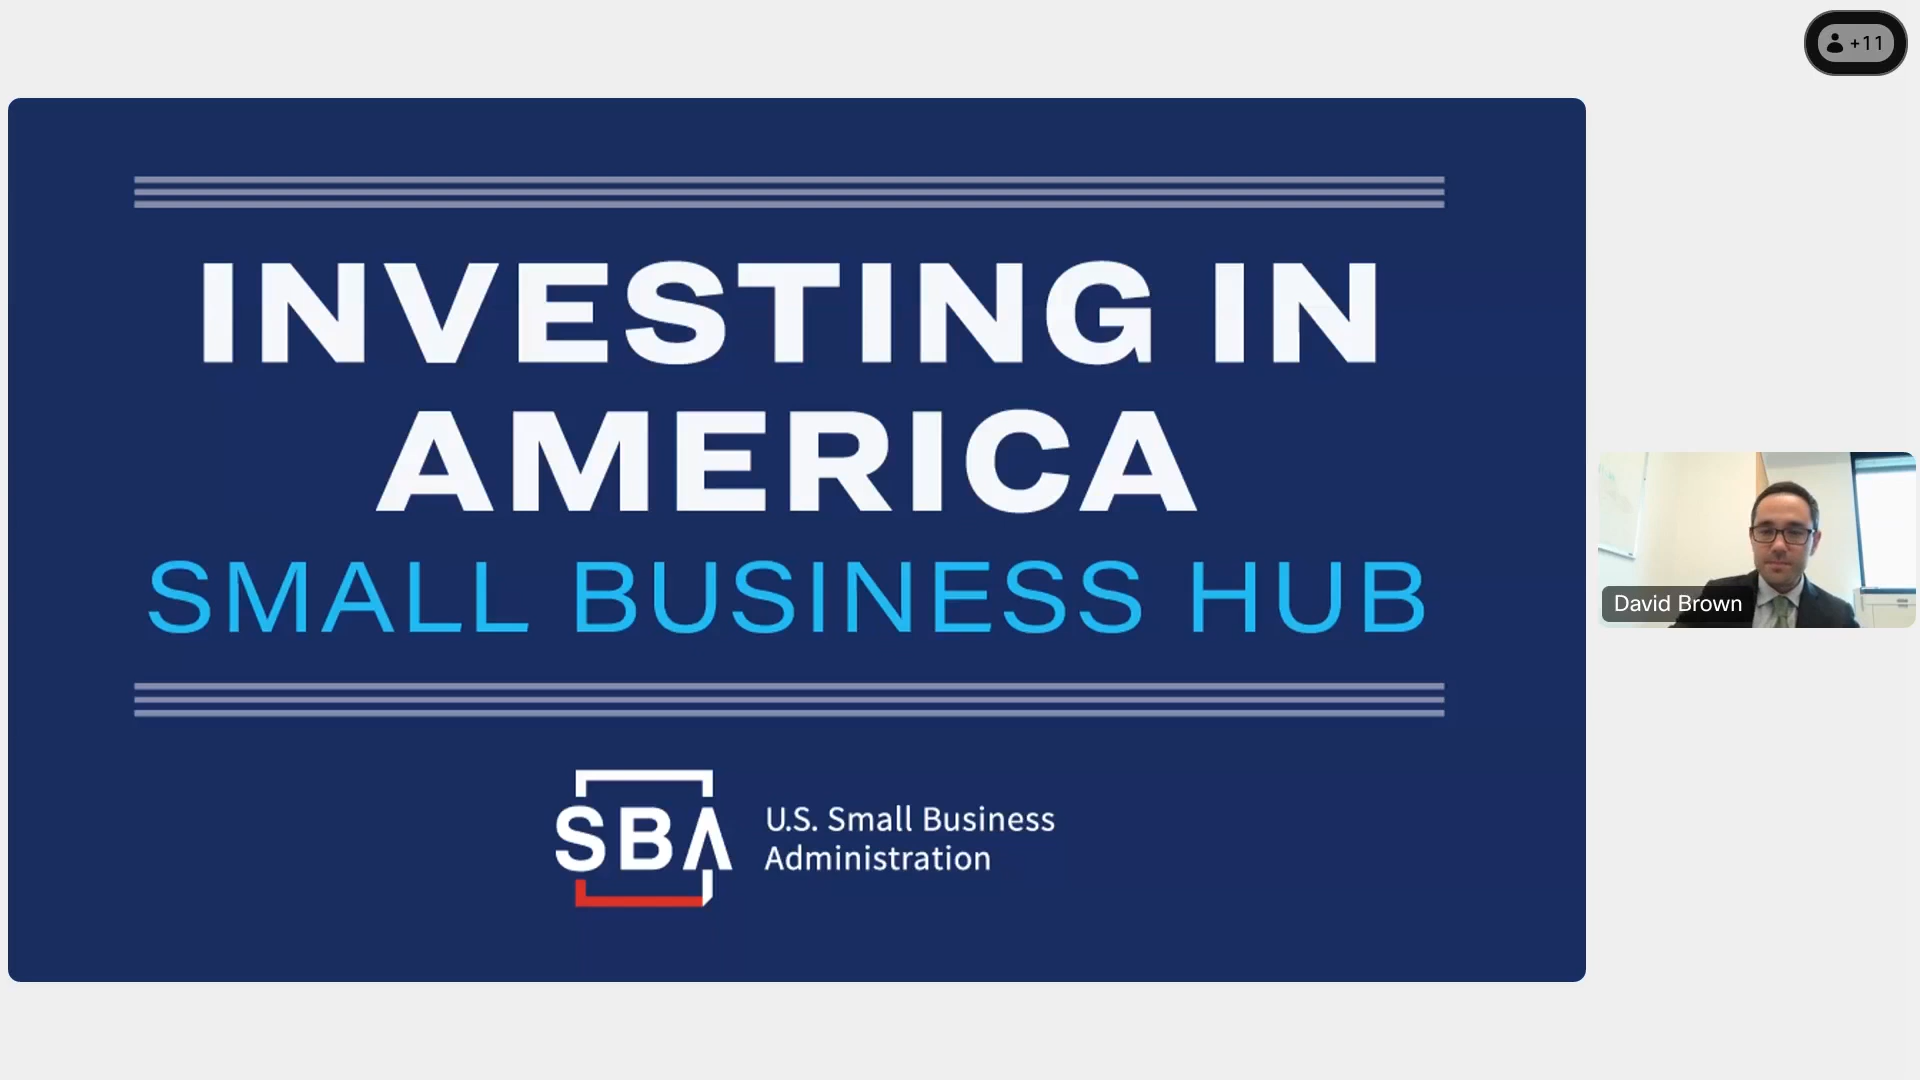 +11
INVESTING IN
AMERICA
SMALL BUSINESS HUB
SBA
U.S. Small Business
Administration
David Brown